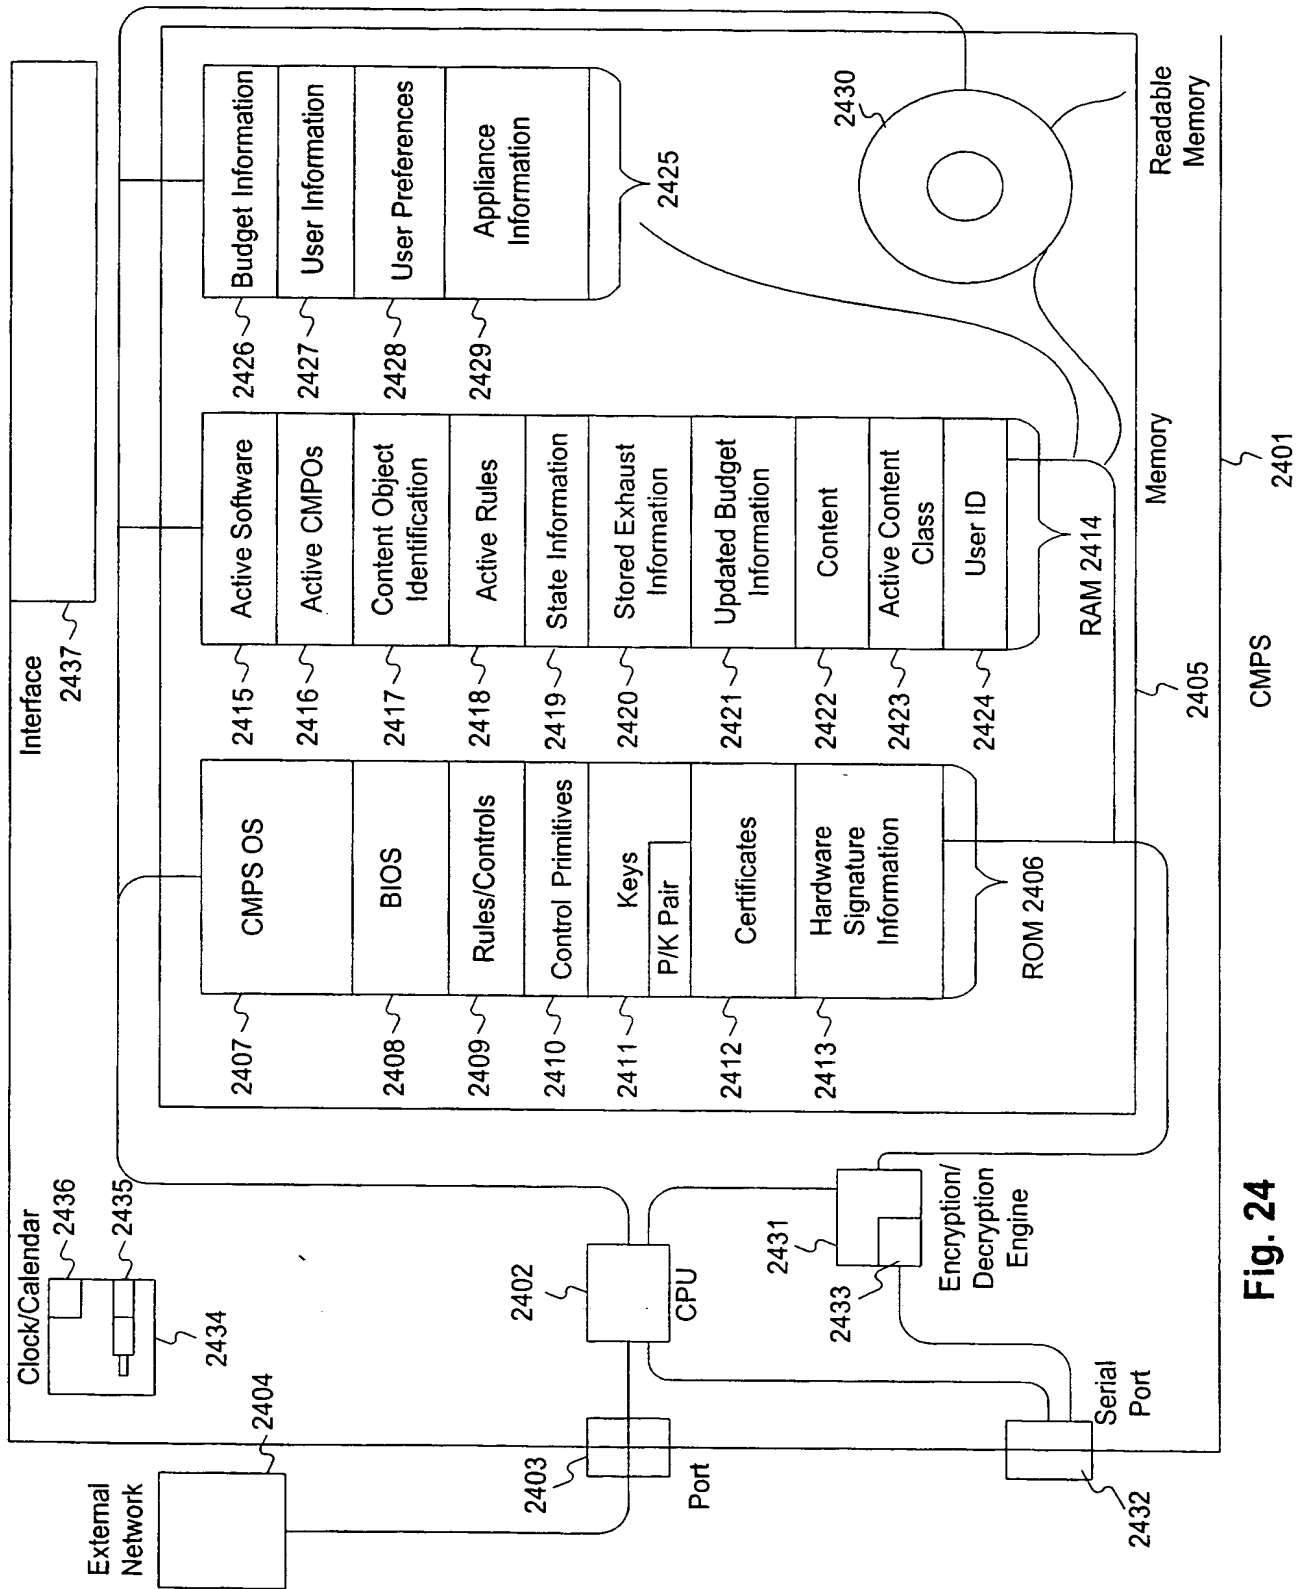 Interface
2437
Clock/Calendar
2436
2435
2434
External
Network
2404
2407
CMPS OS
2408
BIOS
2409
Rules/Controls
2410
Control Primitives
2411
Keys
P/K Pair
2412
Certificates
2413
Hardware
Signature
Information
ROM 2406
2415
Active Software
2416
Active CMPOs
2417
Content Object
Identification
2418
Active Rules
2419
State Information
2420
Stored Exhaust
Information
2421
Updated Budget
Information
2422
Content
2423
Active Content
Class
2424
User ID
RAM 2414
2426
Budget Information
2427
User Information
2428
User Preferences
2429
Appliance
Information
2425
2430
Readable
Memory
Memory
2405
2402
CPU
2403
Port
2431
2433
Encryption/
Decryption
Engine
Serial
Port
2432
CMPS
2401
Fig. 24